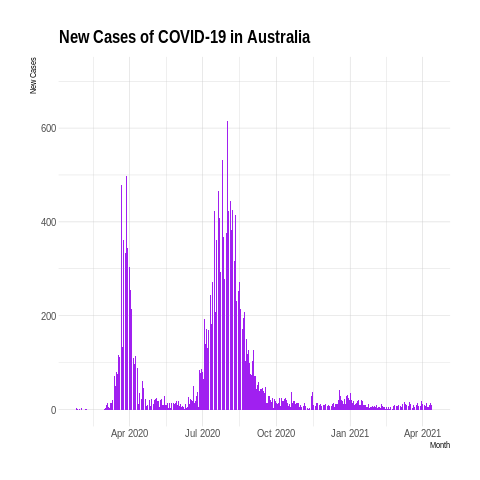 New Cases of COVID-19 in Australia
New Cases
600
400
200
0
Apr 2020
Jul 2020
Oct 2020
Jan 2021
Apr 2021
Month